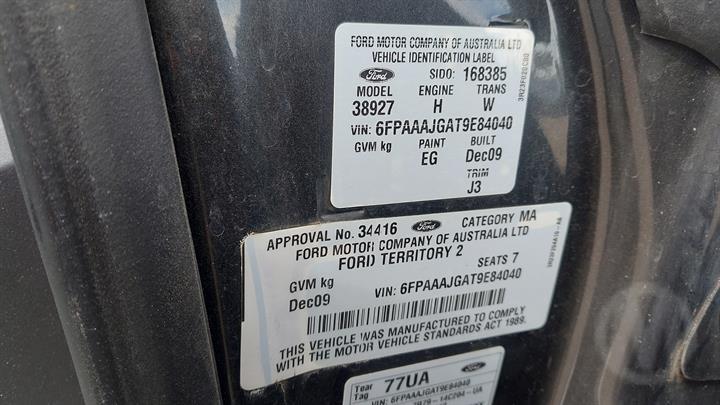 FORD MOTOR COMPANY OF AUSTRALIA LTD
VEHICLE IDENTIFICATION LABEL
Ford SIDO: 168385
MODEL ENGINE TRANS
38927 H W
VIN: 6FPAAAJGAT9E84040
GVM kg PAINT BUILT
EG Dec09
TRIM
J3
3R23F020C80
APPROVAL No. 34416 Ford CATEGORY MA
FORD MOTOR COMPANY OF AUSTRALIA LTD
FORD TERRITORY 2
GVM kg SEATS 7
Dec09 VIN: 6FPAAAJGAT9E84040
THIS VEHICLE WAS MANUFACTURED TO COMPLY
WITH THE MOTOR VEHICLE STANDARDS ACT 1989.
Tear 77UA Ford
Tag VIN: 6FPAAAJGAT9E84040